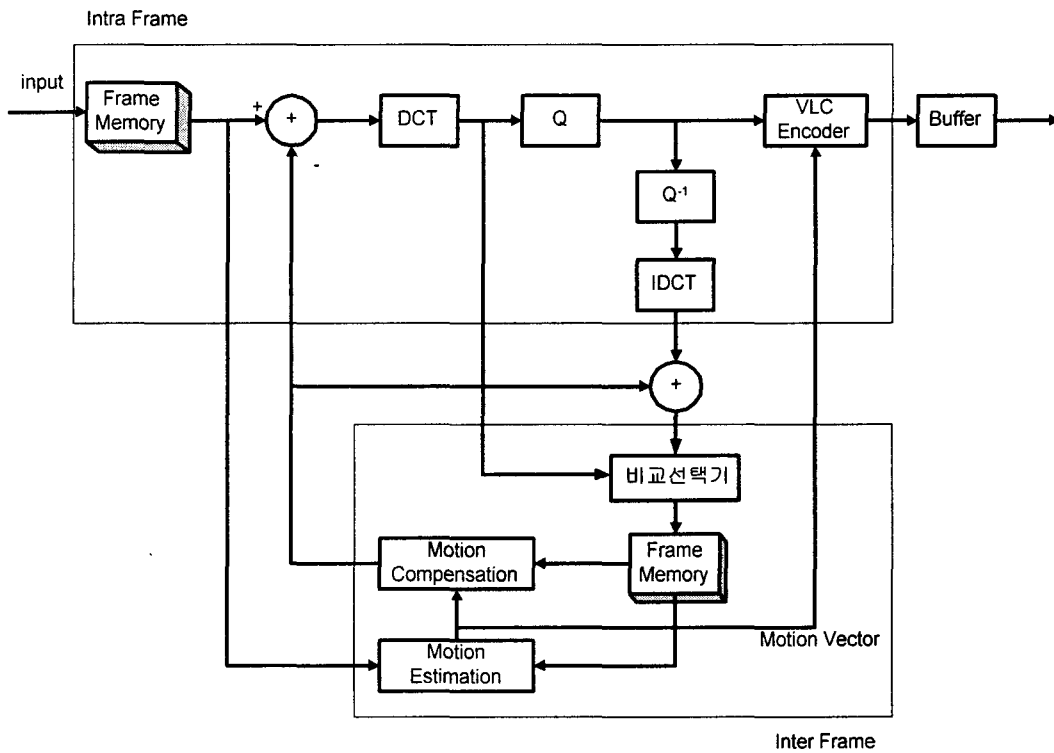 Intra Frame
input
Frame
Memory
+
+
-
DCT
Q
VLC
Encoder
Buffer
Q-1
IDCT
+
비교선택기
Motion
Compensation
Frame
Memory
Motion Vector
Motion
Estimation
Inter Frame